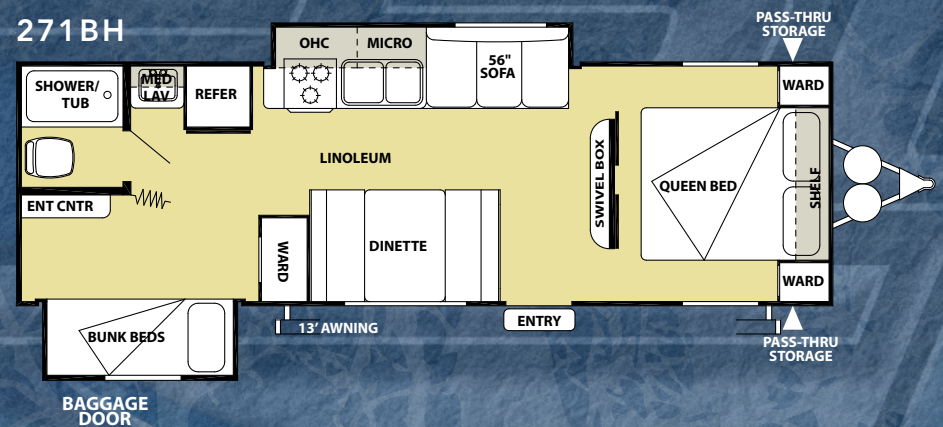 271BH
PASS-THRU
STORAGE
OHC
MICRO
56"
SOFA
SHOWER/
TUB
MED
LAV
REFER
WARD
LINOLEUM
SWIVEL BOX
QUEEN BED
SHELF
ENT CNTR
WARD
DINETTE
WARD
BUNK BEDS
13' AWNING
ENTRY
PASS-THRU
STORAGE
BAGGAGE
DOOR